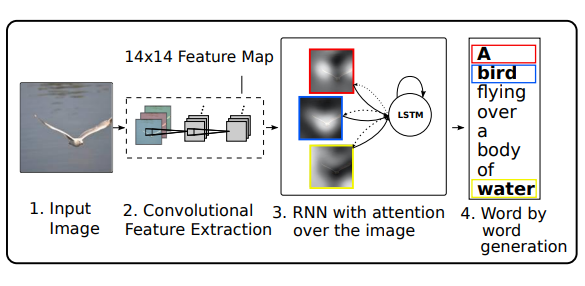 14x14 Feature Map
LSTM
A
bird
flying
over
a
body
of
water
1. Input
Image
2. Convolutional
Feature Extraction
3. RNN with attention
over the image
4. Word by
word
generation